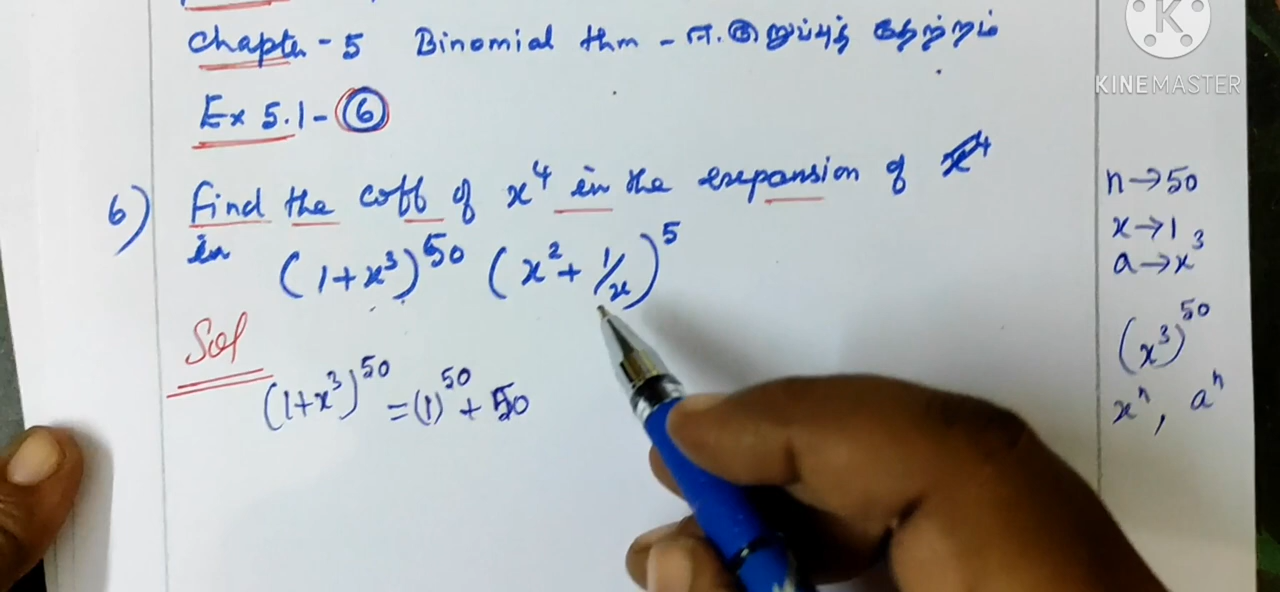 Chapter - 5 Binomial thm - ஈ. குறுப்புத் தேற்றம்
Ex 5.1 - 6
6) Find the coff of x⁴ in the expansion of x⁴
in (1+x³)⁵⁰ (x² + 1/x)⁵
Sol
(1+x³)⁵⁰ = (1)⁵⁰ + 50
n → 50
x → 1
a → x³
(x³)⁵⁰
xⁿ, aⁿ
K
KINEMASTER